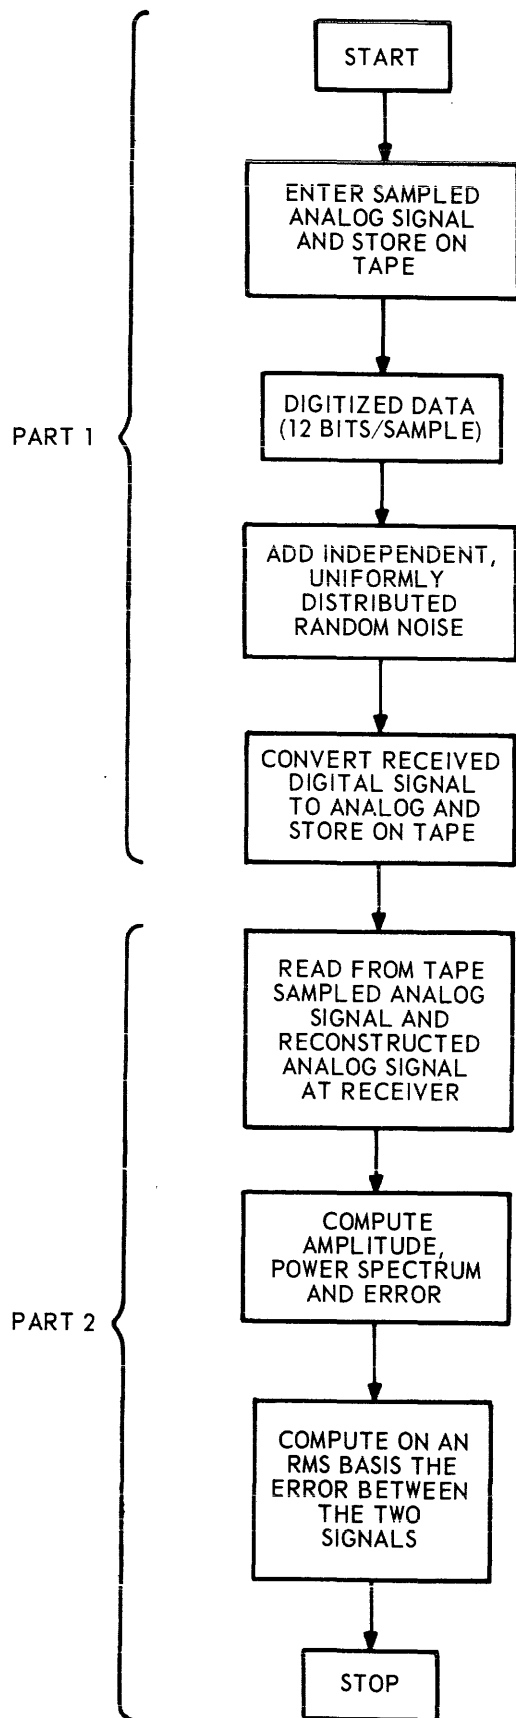 START
ENTER SAMPLED
ANALOG SIGNAL
AND STORE ON
TAPE
DIGITIZED DATA
(12 BITS/SAMPLE)
PART 1
ADD INDEPENDENT,
UNIFORMLY
DISTRIBUTED
RANDOM NOISE
CONVERT RECEIVED
DIGITAL SIGNAL
TO ANALOG AND
STORE ON TAPE
READ FROM TAPE
SAMPLED ANALOG
SIGNAL AND
RECONSTRUCTED
ANALOG SIGNAL
AT RECEIVER
COMPUTE
AMPLITUDE,
POWER SPECTRUM
AND ERROR
PART 2
COMPUTE ON AN
RMS BASIS THE
ERROR BETWEEN
THE TWO
SIGNALS
STOP